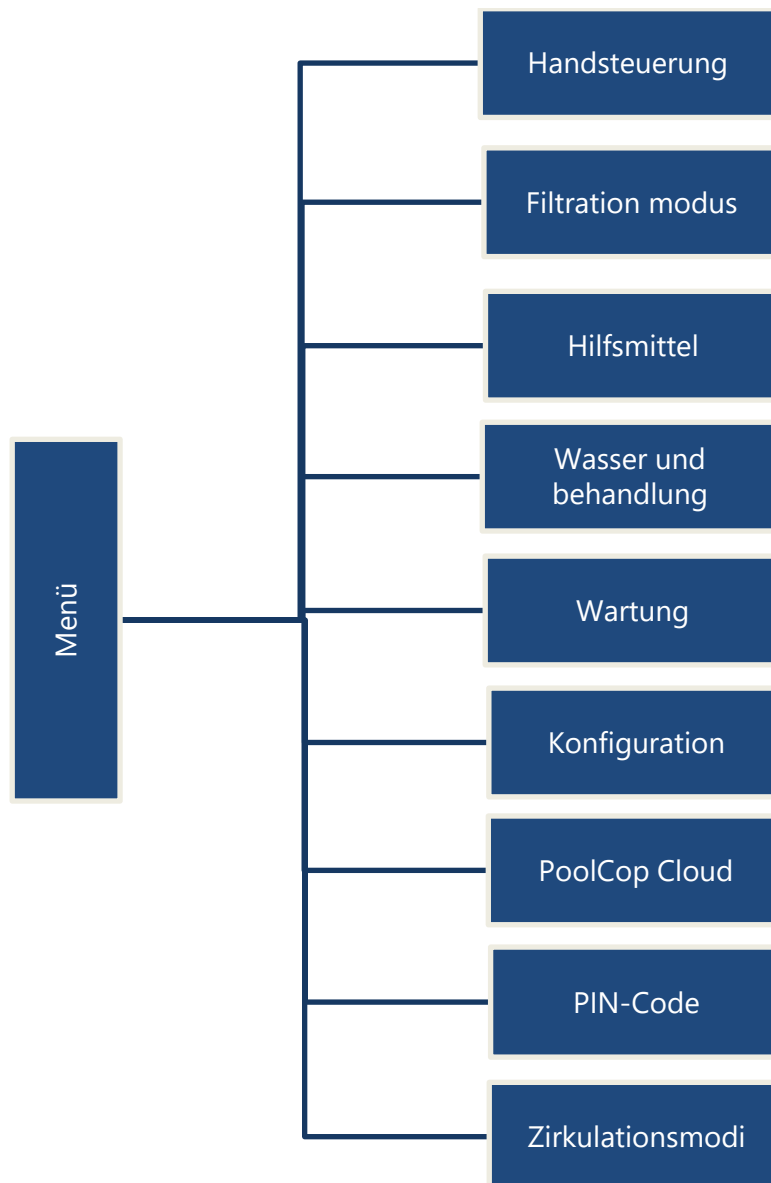 Handsteuerung
Filtration modus
Hilfsmittel
Wasser und
behandlung
Menü
Wartung
Konfiguration
PoolCop Cloud
PIN-Code
Zirkulationsmodi